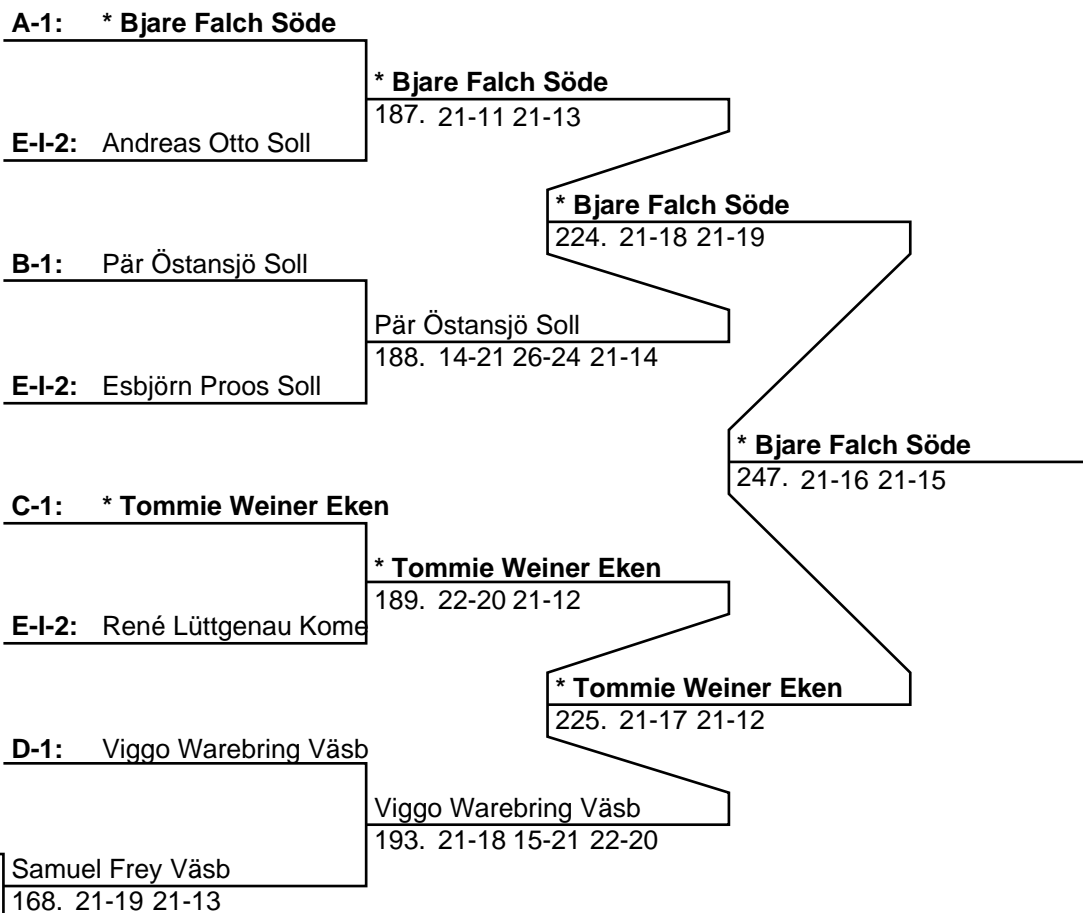 A-1: * Bjare Falch Söde
* Bjare Falch Söde
187. 21-11 21-13
E-I-2: Andreas Otto Soll
* Bjare Falch Söde
224. 21-18 21-19
B-1: Pär Östansjö Soll
Pär Östansjö Soll
188. 14-21 26-24 21-14
E-I-2: Esbjörn Proos Soll
* Bjare Falch Söde
247. 21-16 21-15
C-1: * Tommie Weiner Eken
* Tommie Weiner Eken
189. 22-20 21-12
E-I-2: René Lüttgenau Kome
* Tommie Weiner Eken
225. 21-17 21-12
D-1: Viggo Warebring Väsb
Viggo Warebring Väsb
193. 21-18 15-21 22-20
Samuel Frey Väsb
168. 21-19 21-13